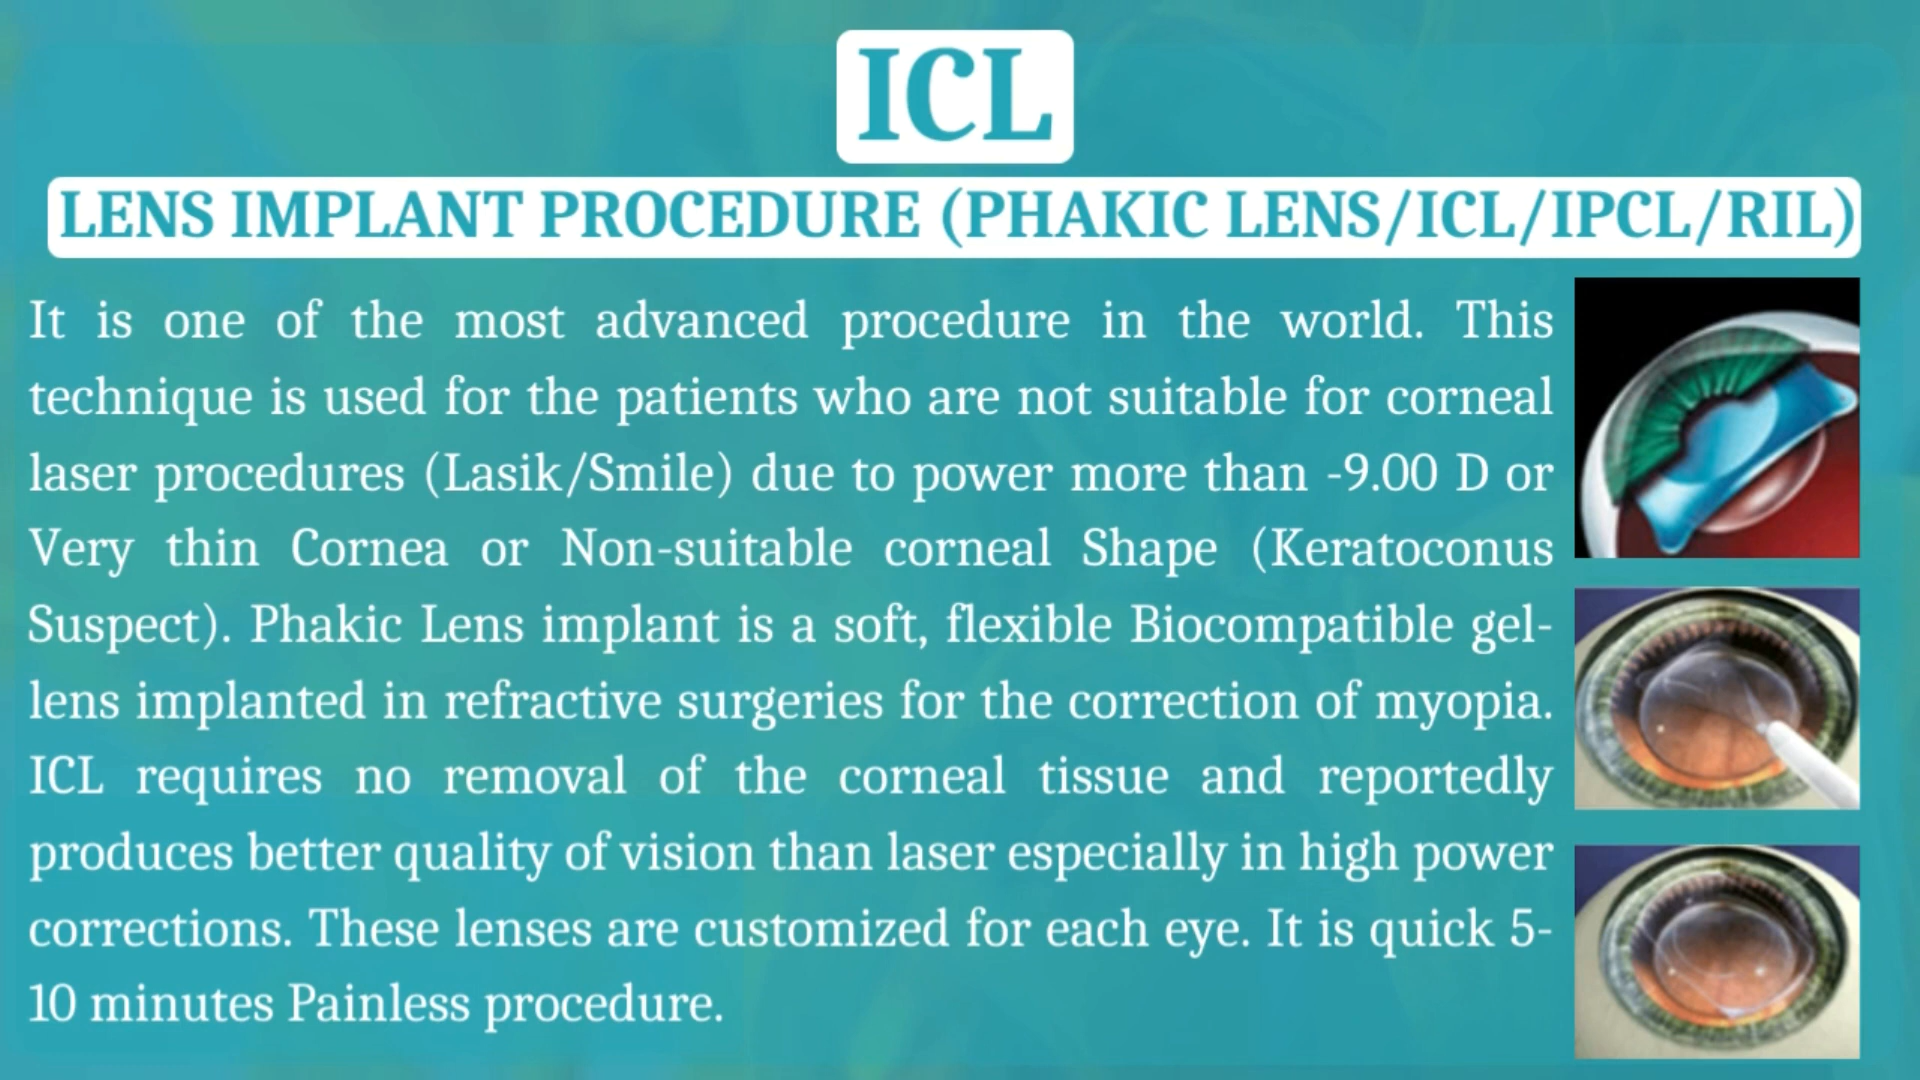 ICL
LENS IMPLANT PROCEDURE (PHAKIC LENS/ICL/IPCL/RIL)
It is one of the most advanced procedure in the world. This
technique is used for the patients who are not suitable for corneal
laser procedures (Lasik/Smile) due to power more than -9.00 D or
Very thin Cornea or Non-suitable corneal Shape (Keratoconus
Suspect). Phakic Lens implant is a soft, flexible Biocompatible gel-
lens implanted in refractive surgeries for the correction of myopia.
ICL requires no removal of the corneal tissue and reportedly
produces better quality of vision than laser especially in high power
corrections. These lenses are customized for each eye. It is quick 5-
10 minutes Painless procedure.